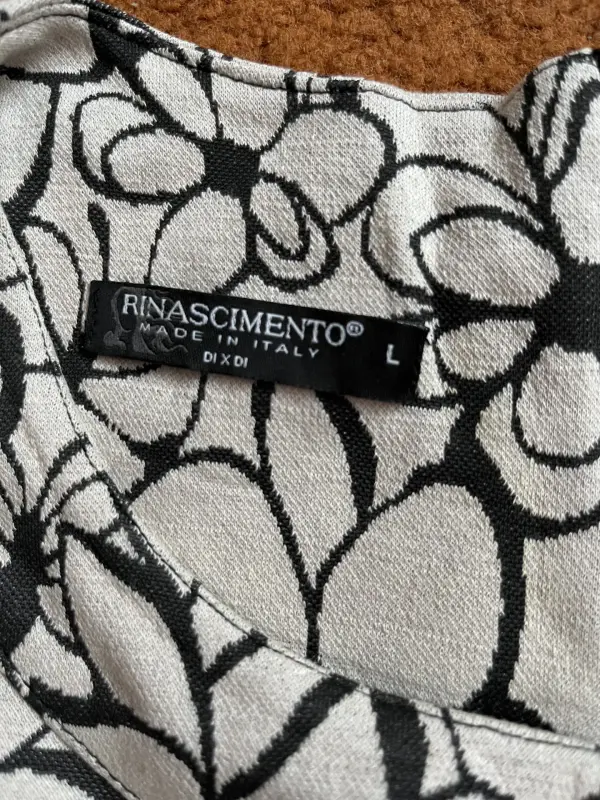 RINASCIMENTO®
MADE IN ITALY
DI X DI
L